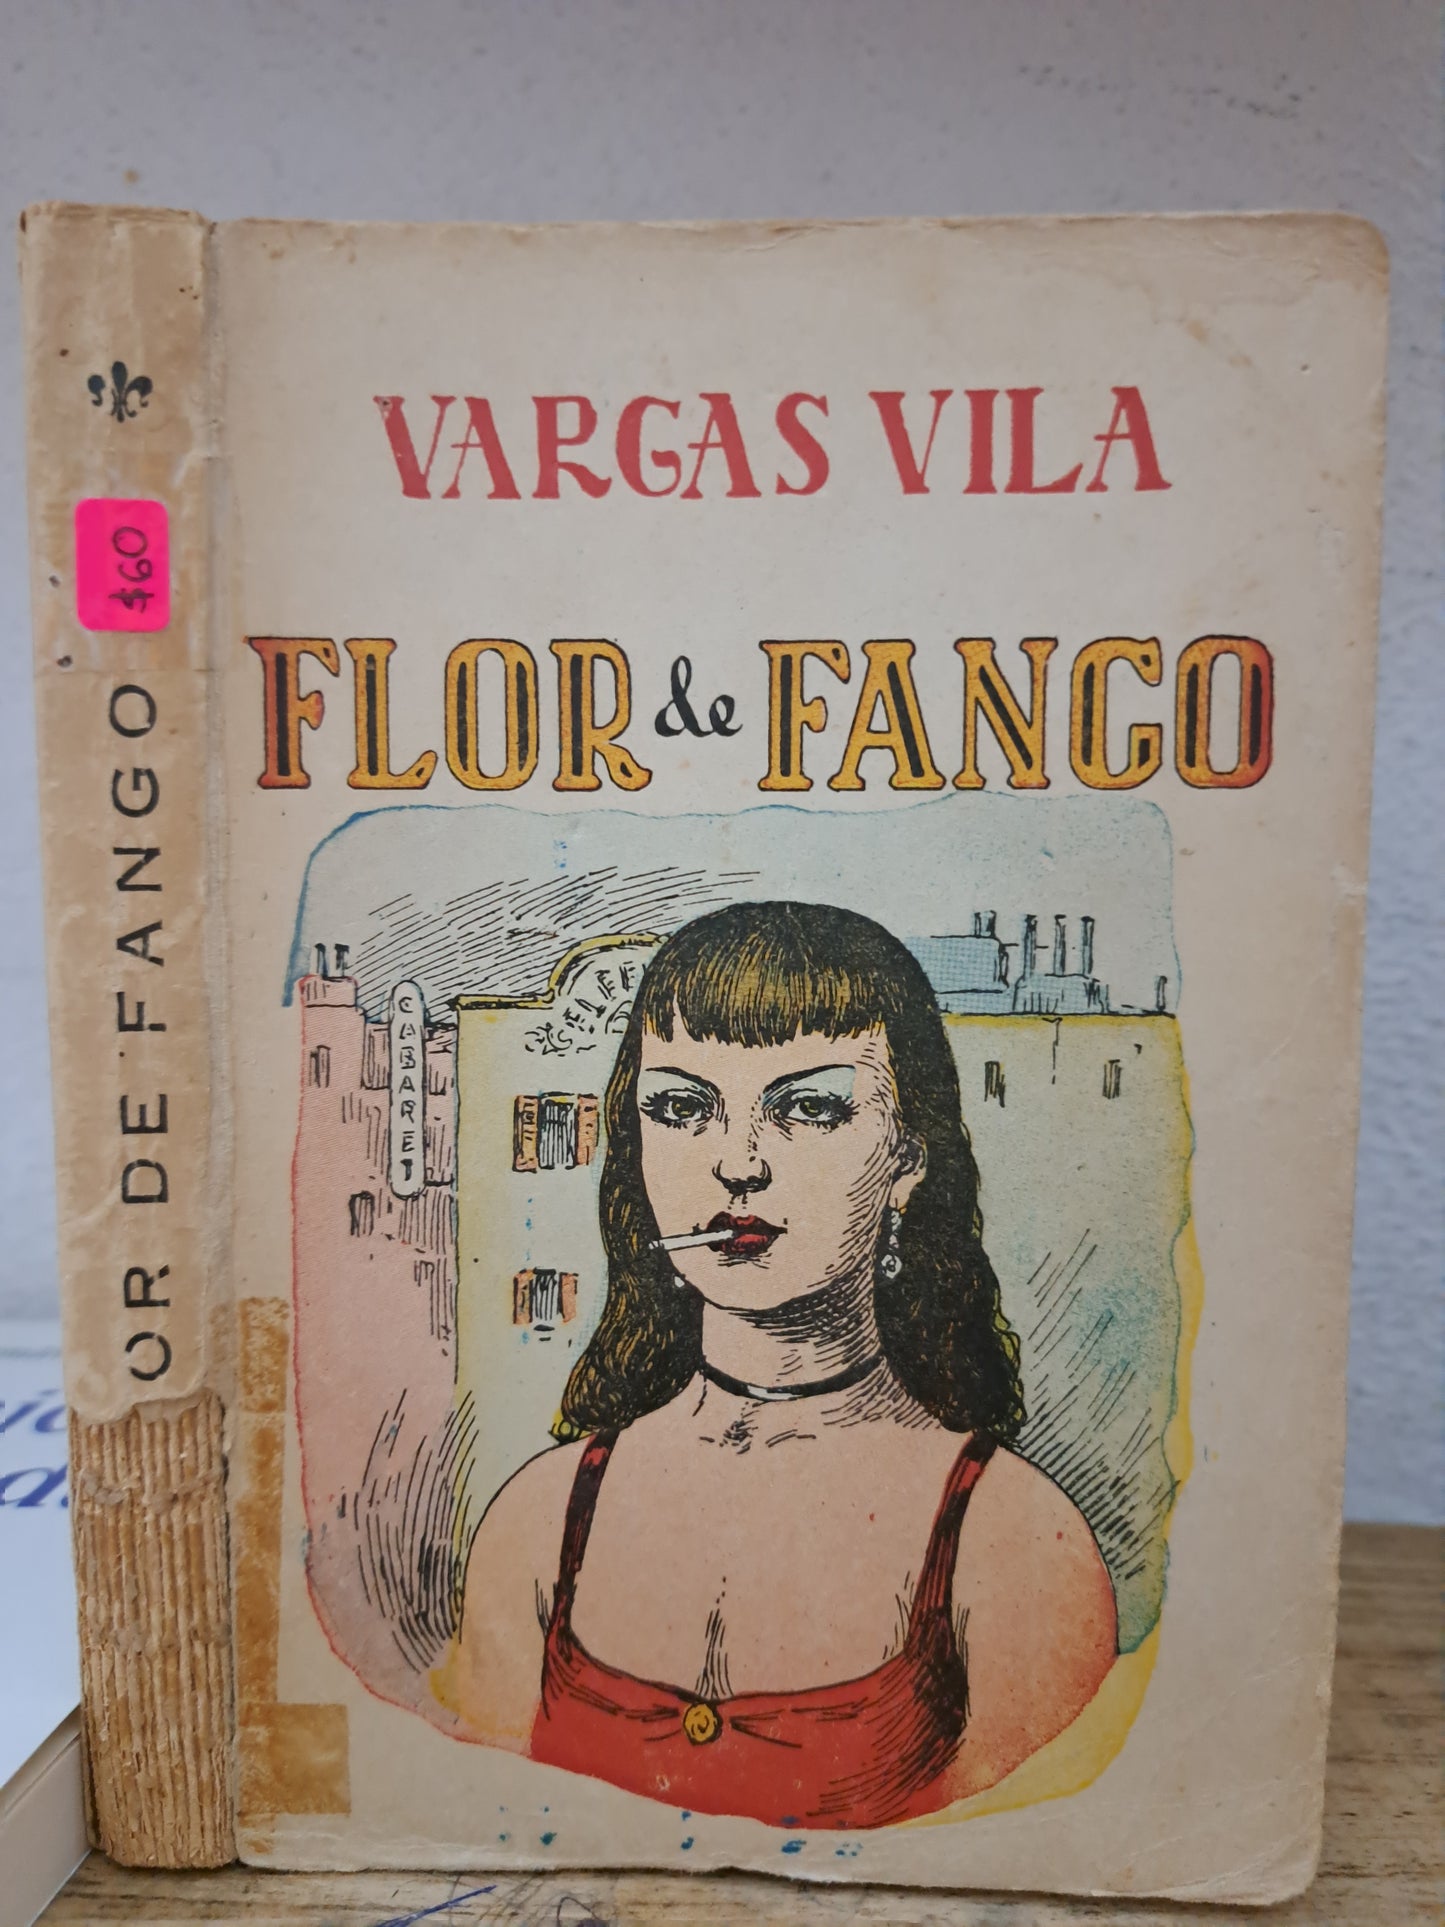 VARGAS VILA
FLOR de FANGO
CABARET
$60
OR DE FANGO